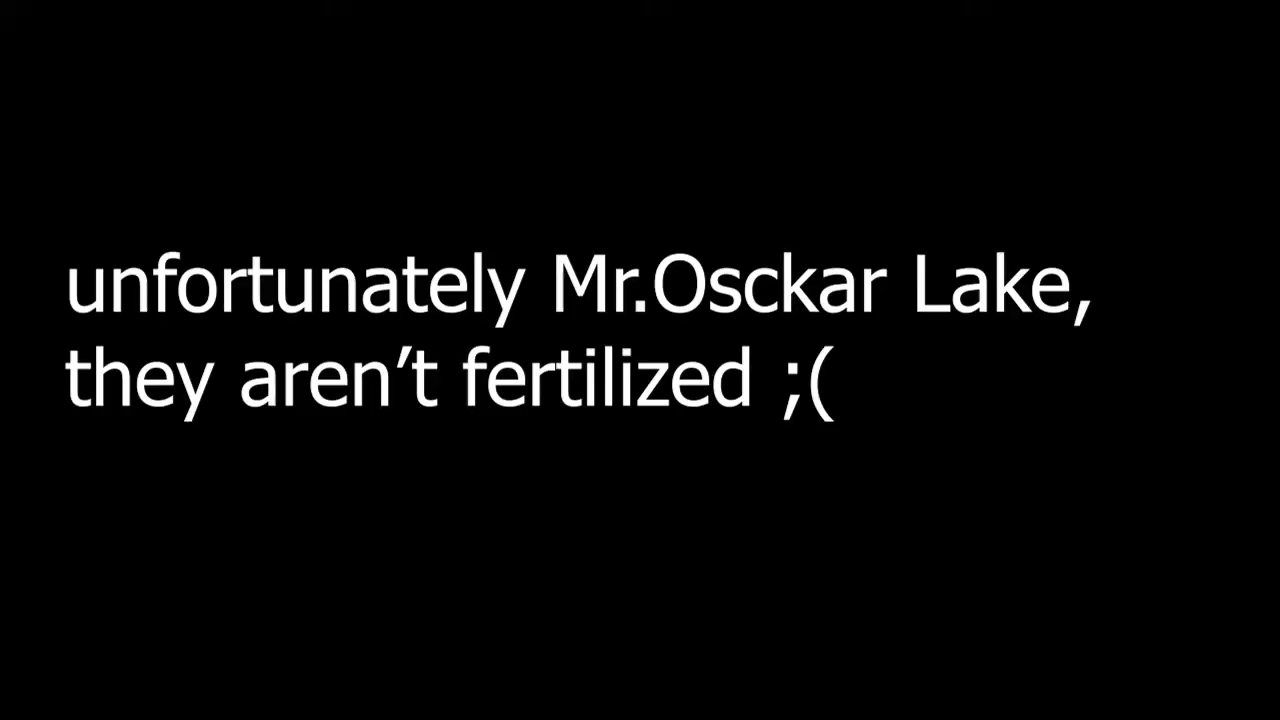 unfortunately Mr.Osckar Lake,
they aren’t fertilized ;(